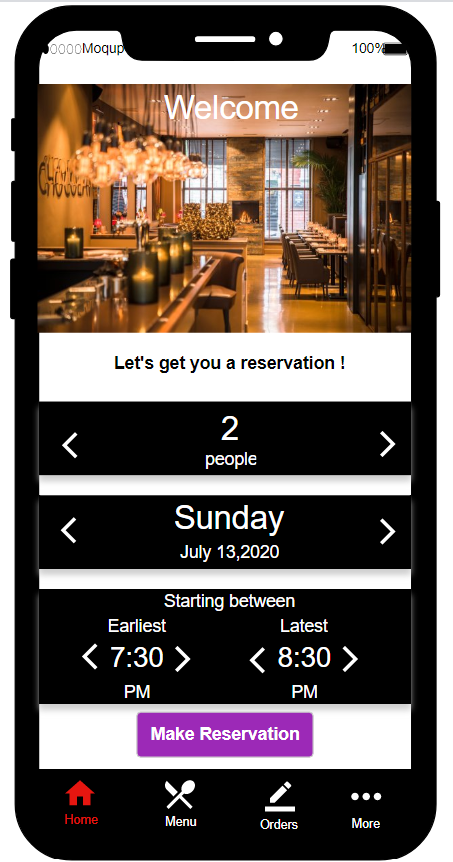 Moqup
100%
Welcome
Let's get you a reservation !
2
people
Sunday
July 13,2020
Starting between
Earliest
Latest
7:30
8:30
PM
PM
Make Reservation
Home
Menu
Orders
More